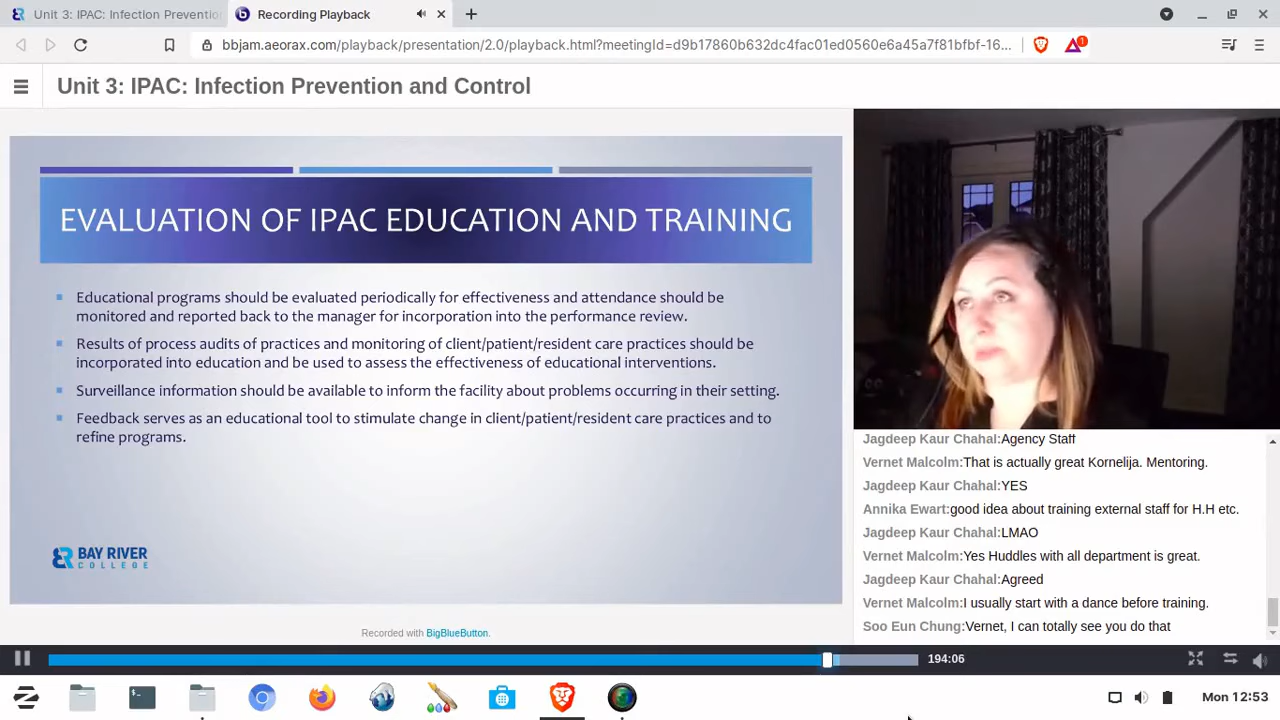 Unit 3: IPAC: Infection Preventio
Recording Playback
bbjam.aeorax.com/playback/presentation/2.0/playback.html?meetingId=d9b17860b632dc4fac01ed0560e6a45a7f81bfbf-16...
1
Unit 3: IPAC: Infection Prevention and Control
EVALUATION OF IPAC EDUCATION AND TRAINING
Educational programs should be evaluated periodically for effectiveness and attendance should be
monitored and reported back to the manager for incorporation into the performance review.
Results of process audits of practices and monitoring of client/patient/resident care practices should be
incorporated into education and be used to assess the effectiveness of educational interventions.
Surveillance information should be available to inform the facility about problems occurring in their setting.
Feedback serves as an educational tool to stimulate change in client/patient/resident care practices and to
refine programs.
BAY RIVER
COLLEGE
Recorded with BigBlueButton.
Jagdeep Kaur Chahal:Agency Staff
Vernet Malcolm:That is actually great Kornelija. Mentoring.
Jagdeep Kaur Chahal:YES
Annika Ewart:good idea about training external staff for H.H etc.
Jagdeep Kaur Chahal:LMAO
Vernet Malcolm:Yes Huddles with all department is great.
Jagdeep Kaur Chahal:Agreed
Vernet Malcolm:I usually start with a dance before training.
Soo Eun Chung:Vernet, I can totally see you do that
194:06
Mon 12:53